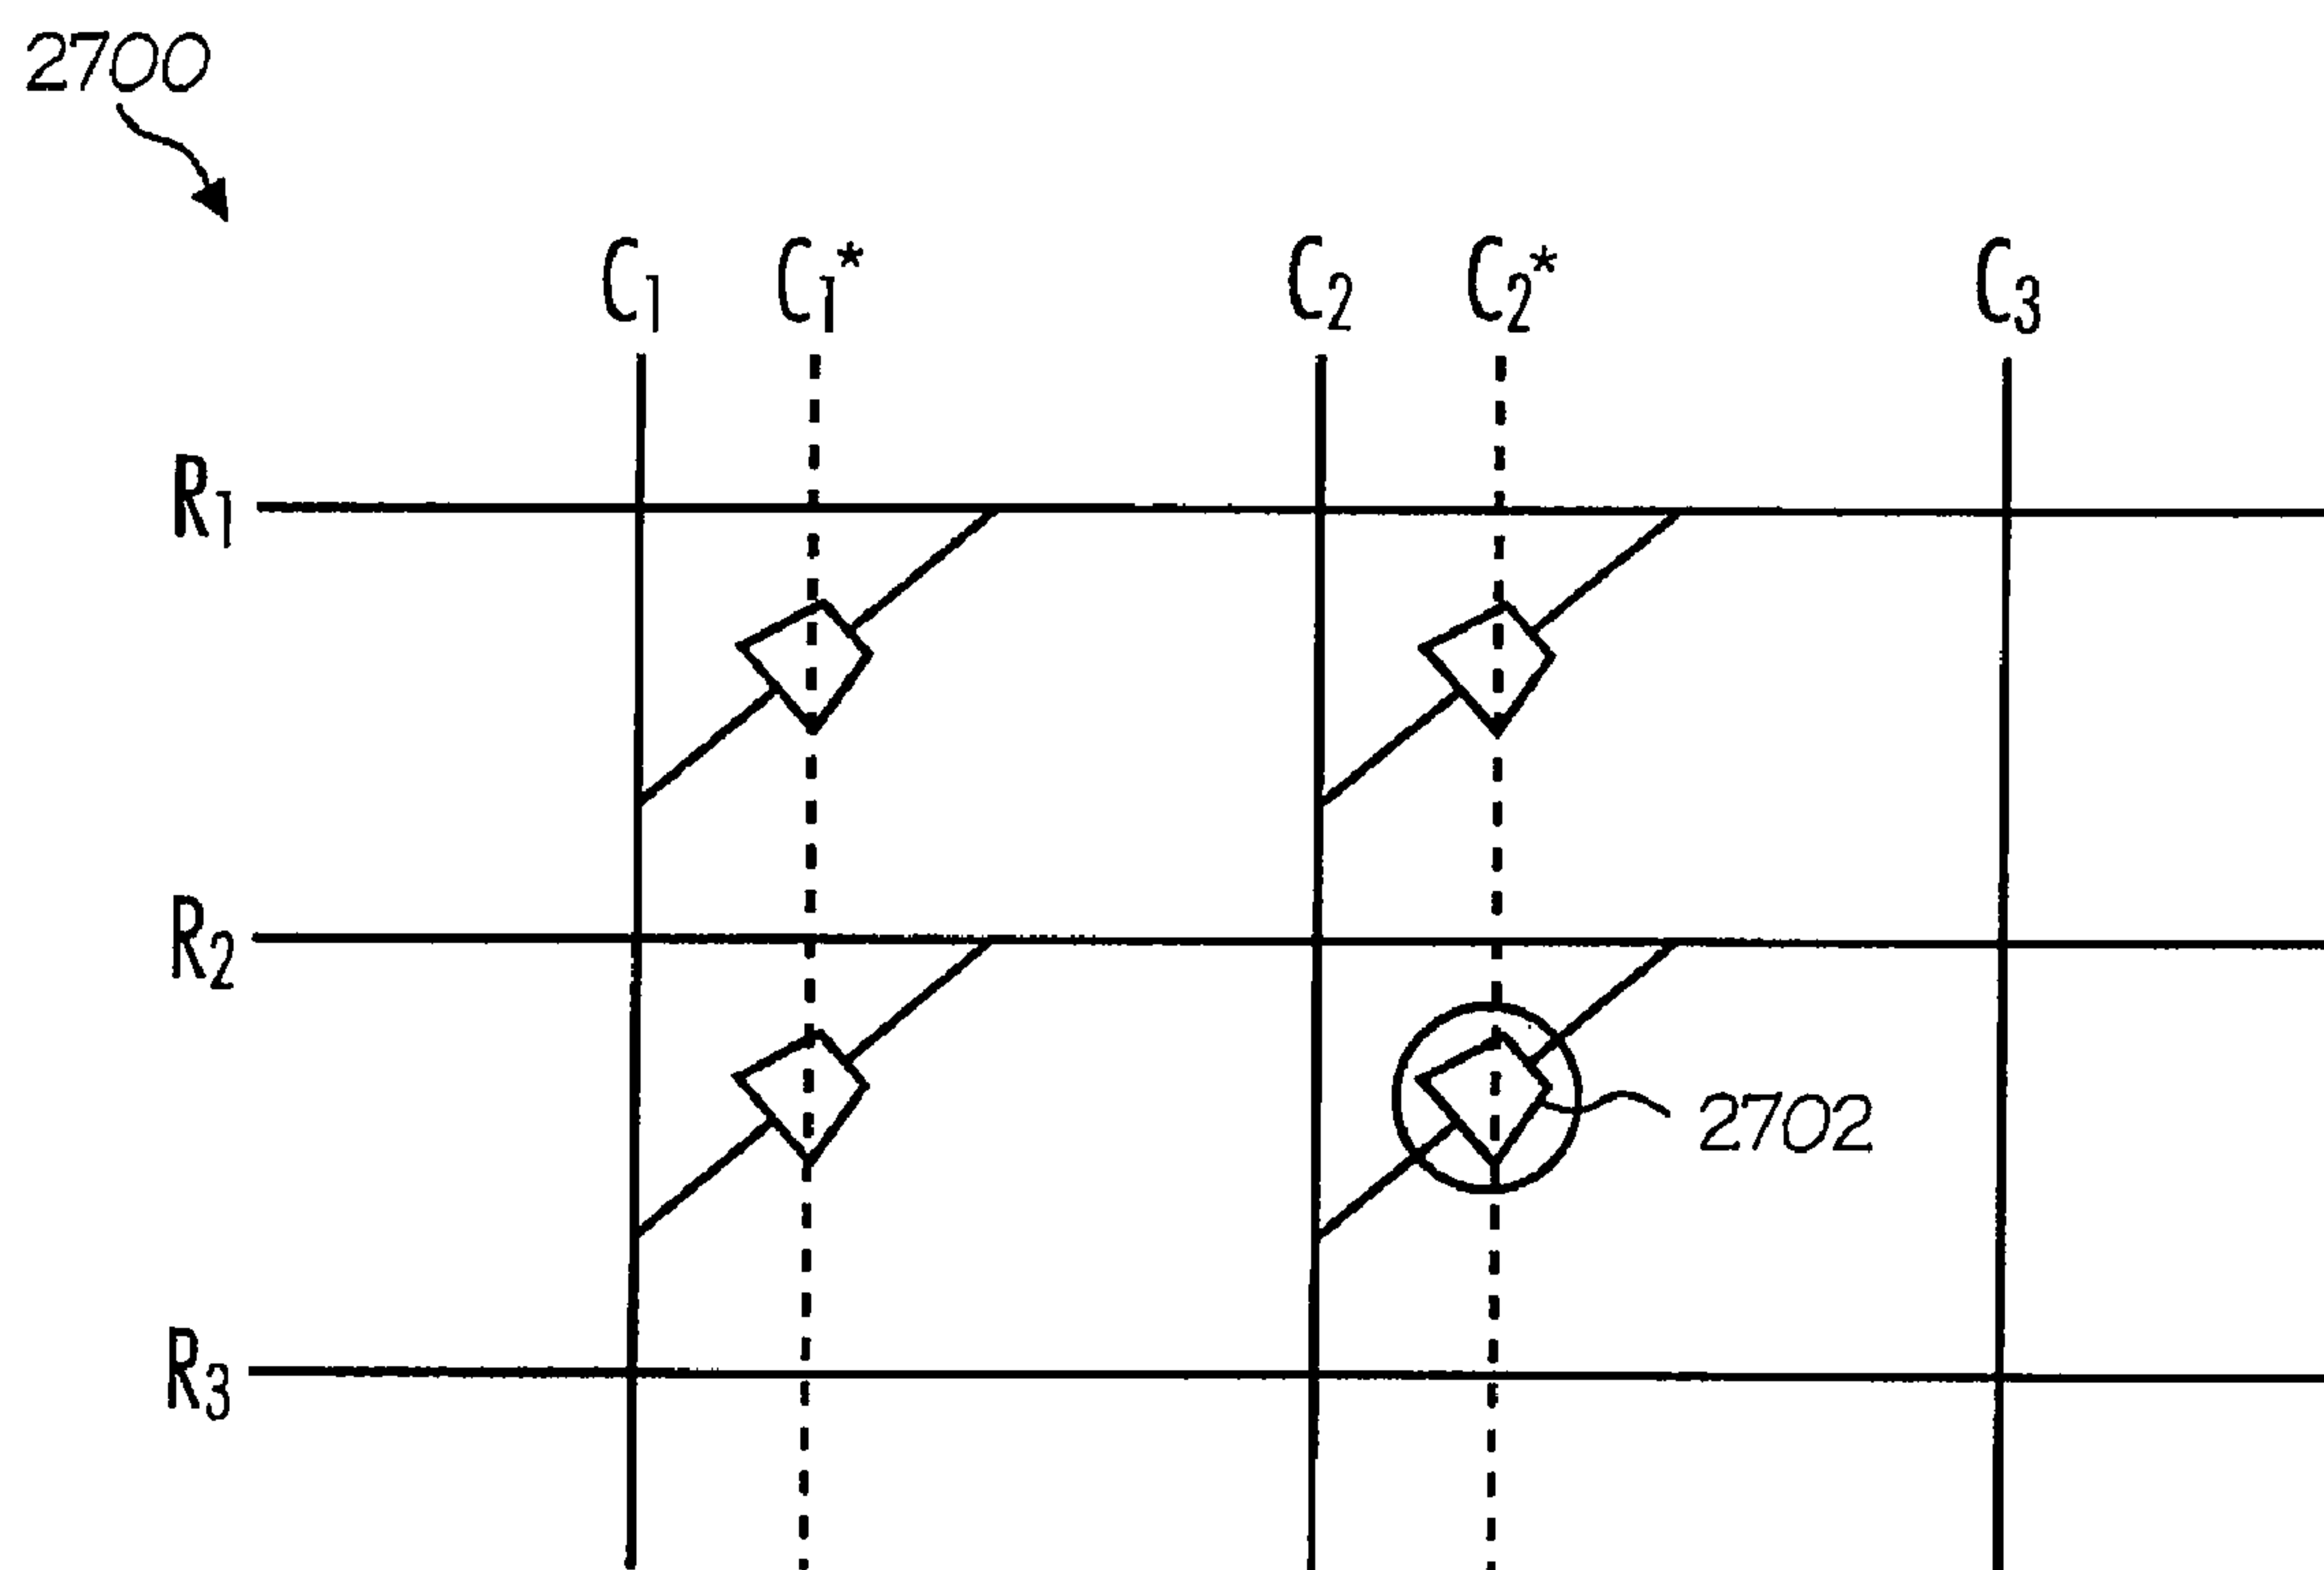 2700
C₁ C₁* C₂ C₂* C₃
R₁
R₂
2702
R₃